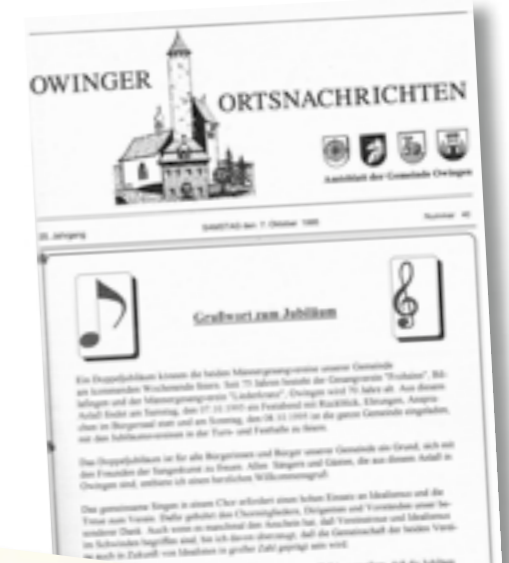 OWINGER
ORTSNACHRICHTEN
Amtsblatt der Gemeinde Owingen
Jahrgang
SAMSTAG den 7. Oktober 1995
Nummer 40
Grußwort zum Jubiläum
Ein Doppeljubiläum können die beiden Männergesangvereine unserer Gemeinde
am kommenden Wochenende feiern. Seit 75 Jahren besteht der Gesangverein "Frohsinn", Bil-
lafingen und der Männergesangverein "Liederkranz", Owingen wird 70 Jahre alt. Aus diesem
Anlaß findet am Samstag, den 07.10.1995 ein Festabend mit Rückblick, Ehrungen, Anspra-
chen im Bürgersaal statt und am Sonntag, den 08.10.1995 ist die ganze Gemeinde eingeladen,
mit den Jubiläumsvereinen in der Turn- und Festhalle zu feiern.
Das Doppeljubiläum ist für alle Bürgerinnen und Bürger unserer Gemeinde ein Grund, sich mit
den Freunden der Sangeskunst zu freuen. Allen Sängern und Gästen, die aus diesem Anlaß in
Owingen sind, entbiete ich einen herzlichen Willkommensgruß.
Das gemeinsame Singen in einem Chor erfordert einen hohen Einsatz an Idealismus und die
Treue zum Verein. Dafür gebührt den Chormitgliedern, Dirigenten und Vorständen unser be-
sonderer Dank. Auch wenn es manchmal den Anschein hat, daß Vereinstreue und Idealismus
im Schwinden begriffen sind, bin ich davon überzeugt, daß die Gemeinschaft der beiden Verei-
ne auch in Zukunft von Idealisten in großer Zahl geprägt sein wird.